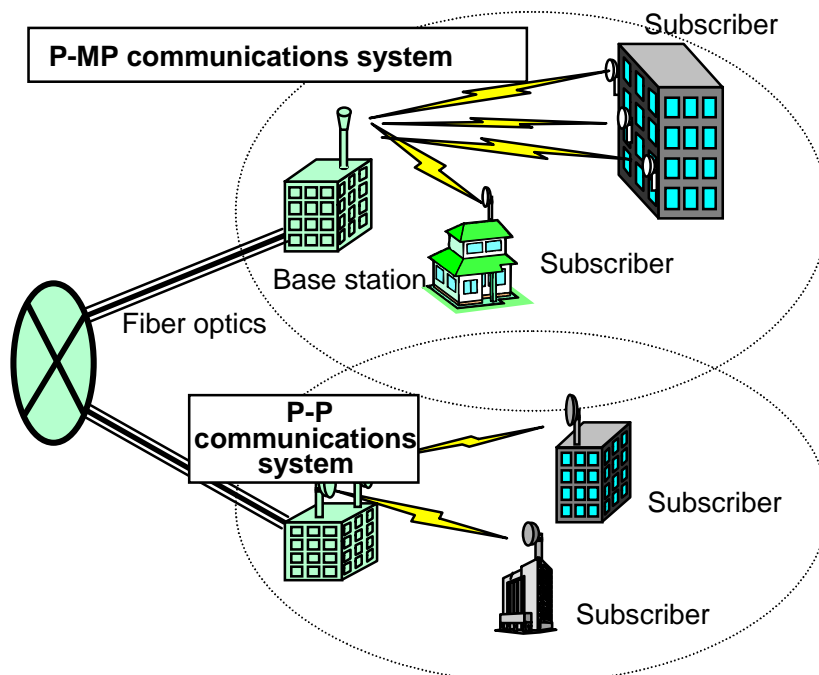 Subscriber
P-MP communications system
Base station
Subscriber
Fiber optics
P-P
communications
system
Subscriber
Subscriber